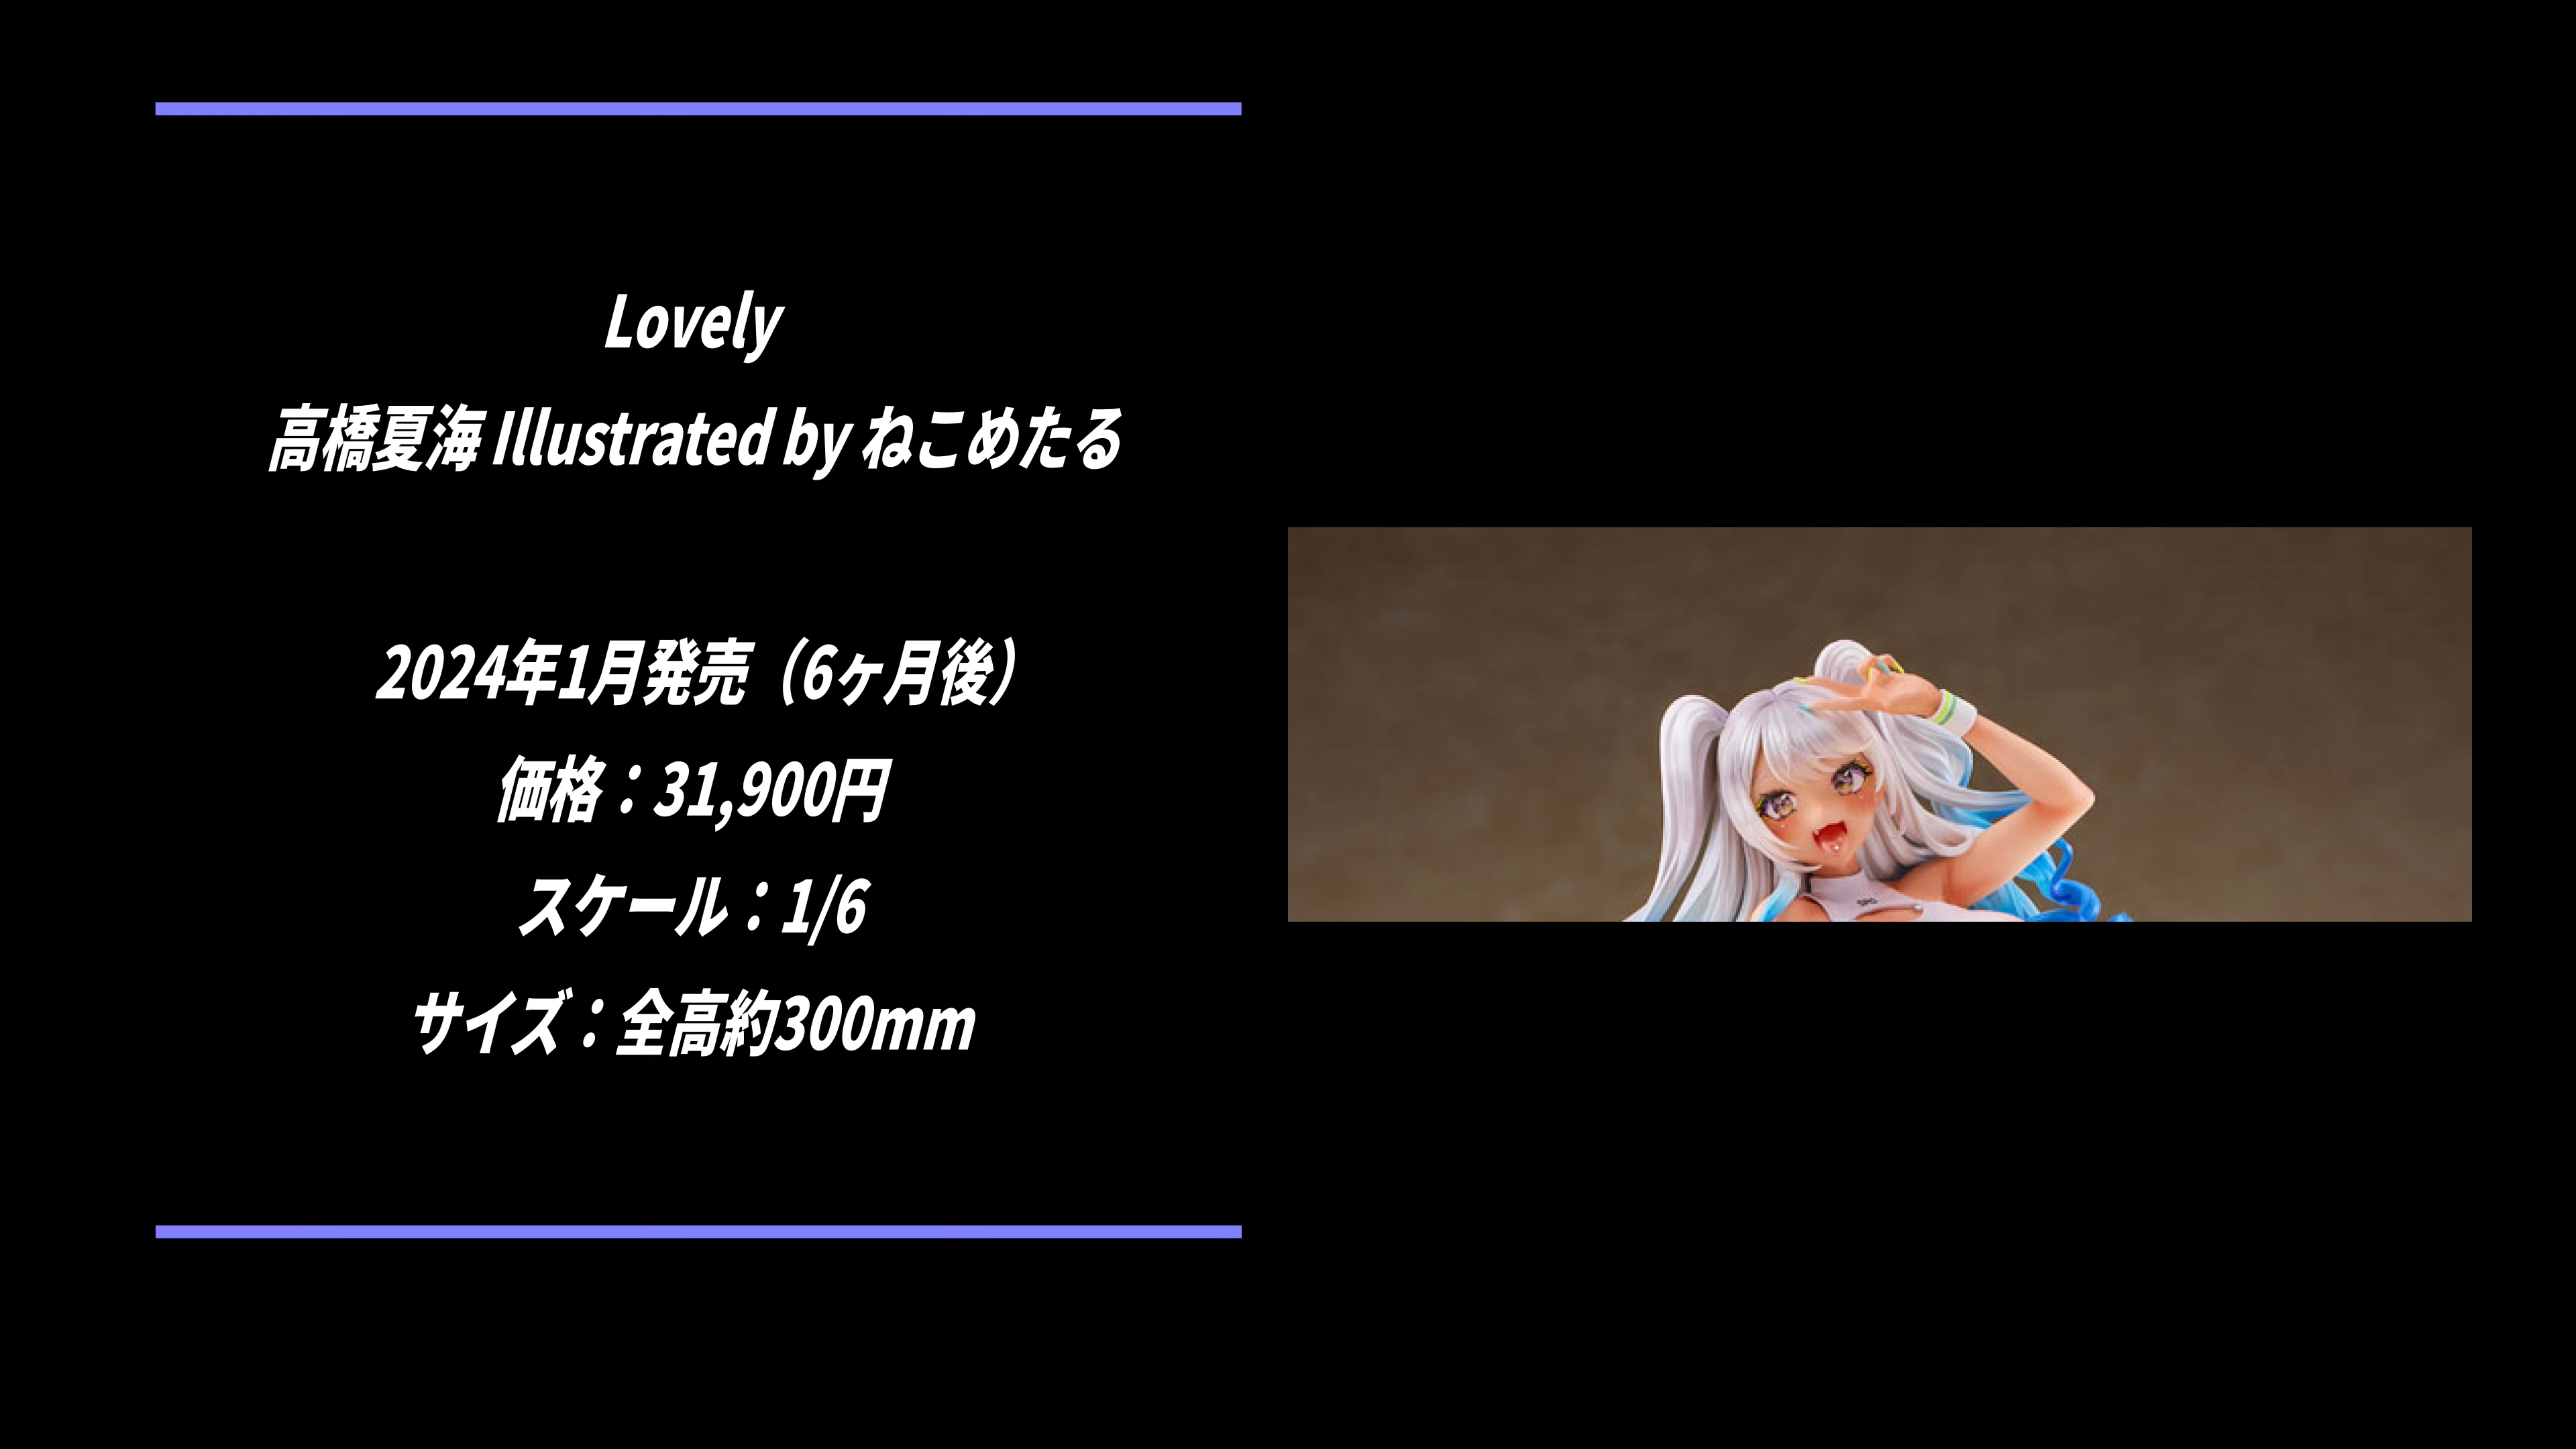 Lovely
高橋夏海 Illustrated by ねこめたる
2024年1月発売（6ヶ月後）
価格：31,900円
スケール：1/6
サイズ：全高約300mm